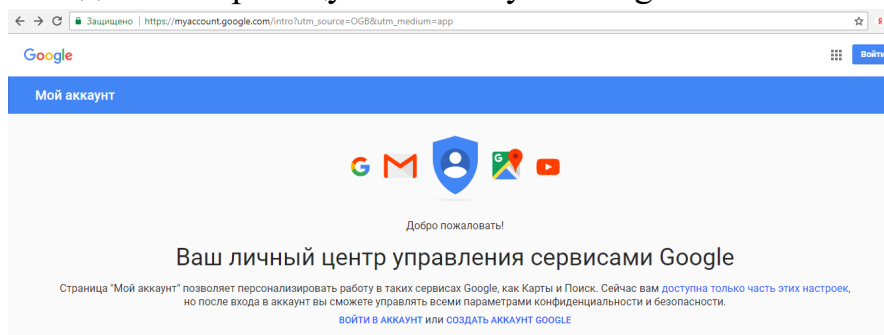 Защищено | https://myaccount.google.com/intro?utm_source=OGB&utm_medium=app
Google
Войти
Мой аккаунт
G
G
Добро пожаловать!
Ваш личный центр управления сервисами Google
Страница "Мой аккаунт" позволяет персонализировать работу в таких сервисах Google, как Карты и Поиск. Сейчас вам доступна только часть этих настроек,
но после входа в аккаунт вы сможете управлять всеми параметрами конфиденциальности и безопасности.
ВОЙТИ В АККАУНТ или СОЗДАТЬ АККАУНТ GOOGLE